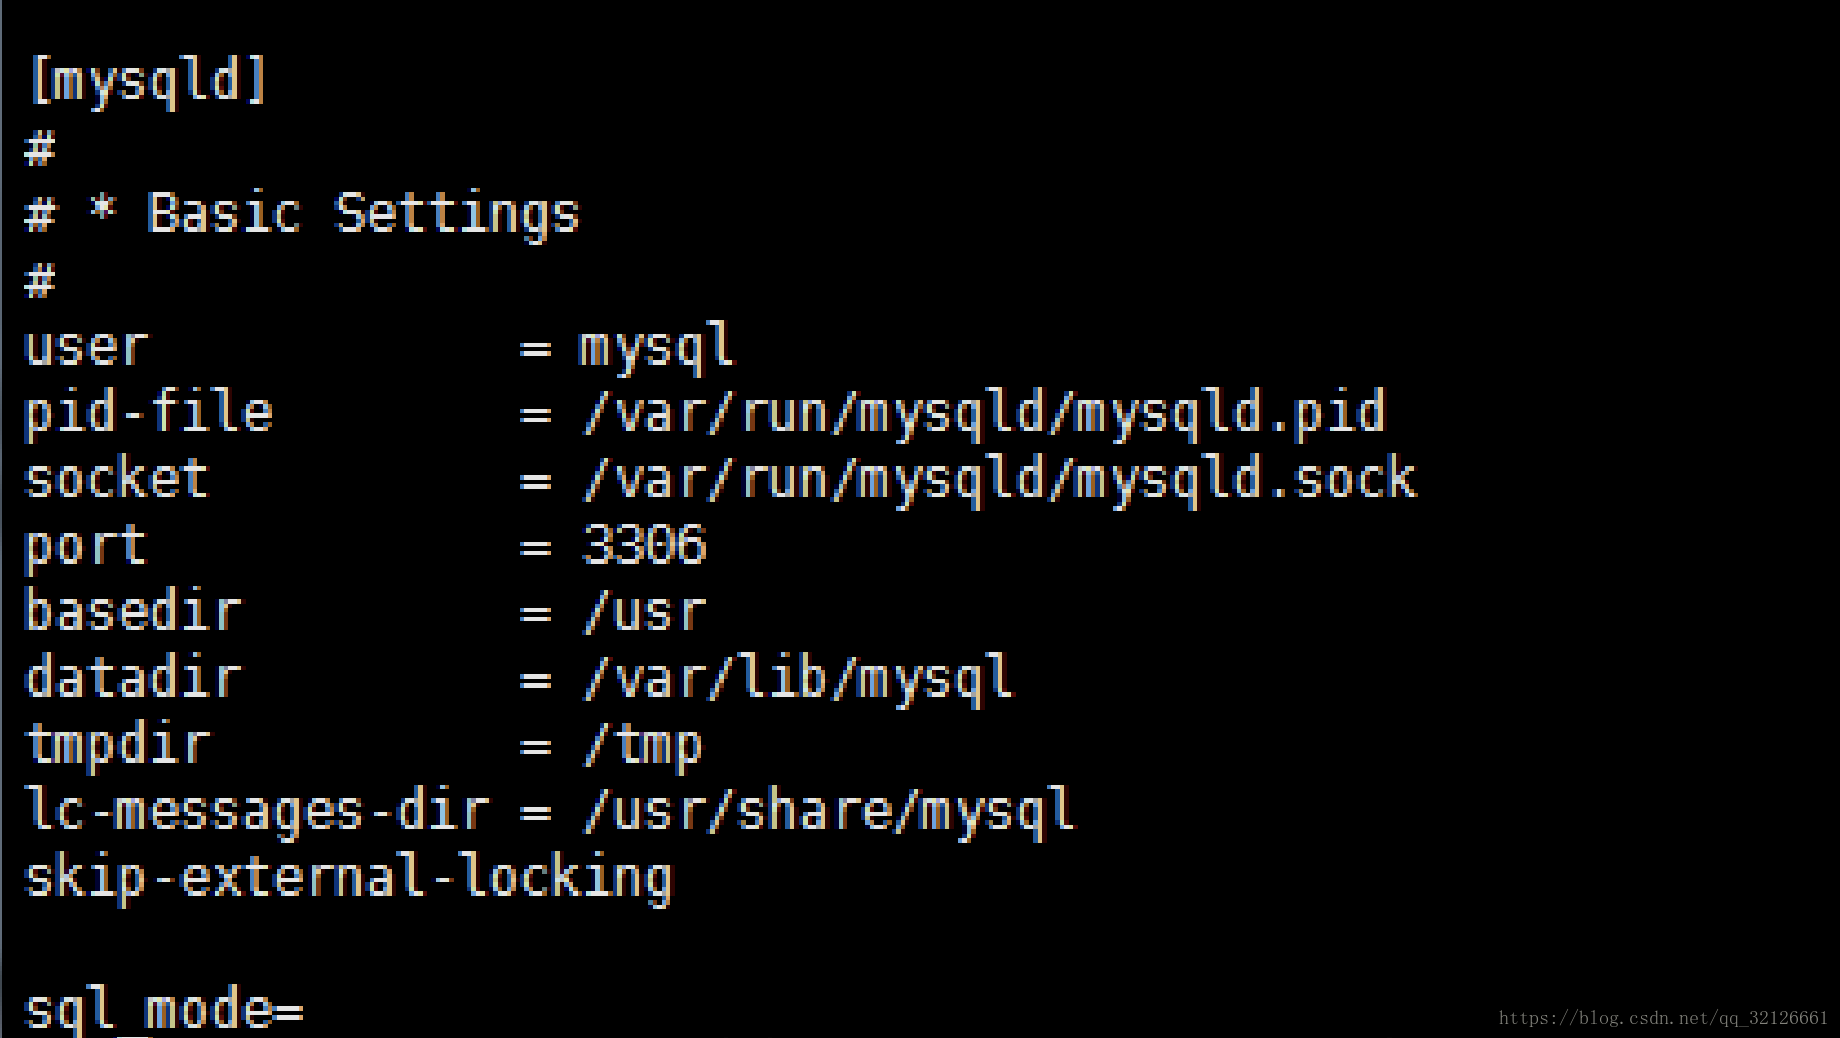 [mysqld]
#
# * Basic Settings
#
user            = mysql
pid-file        = /var/run/mysqld/mysqld.pid
socket          = /var/run/mysqld/mysqld.sock
port            = 3306
basedir         = /usr
datadir         = /var/lib/mysql
tmpdir          = /tmp
lc-messages-dir = /usr/share/mysql
skip-external-locking
sql_mode=
https://blog.csdn.net/qq_32126661